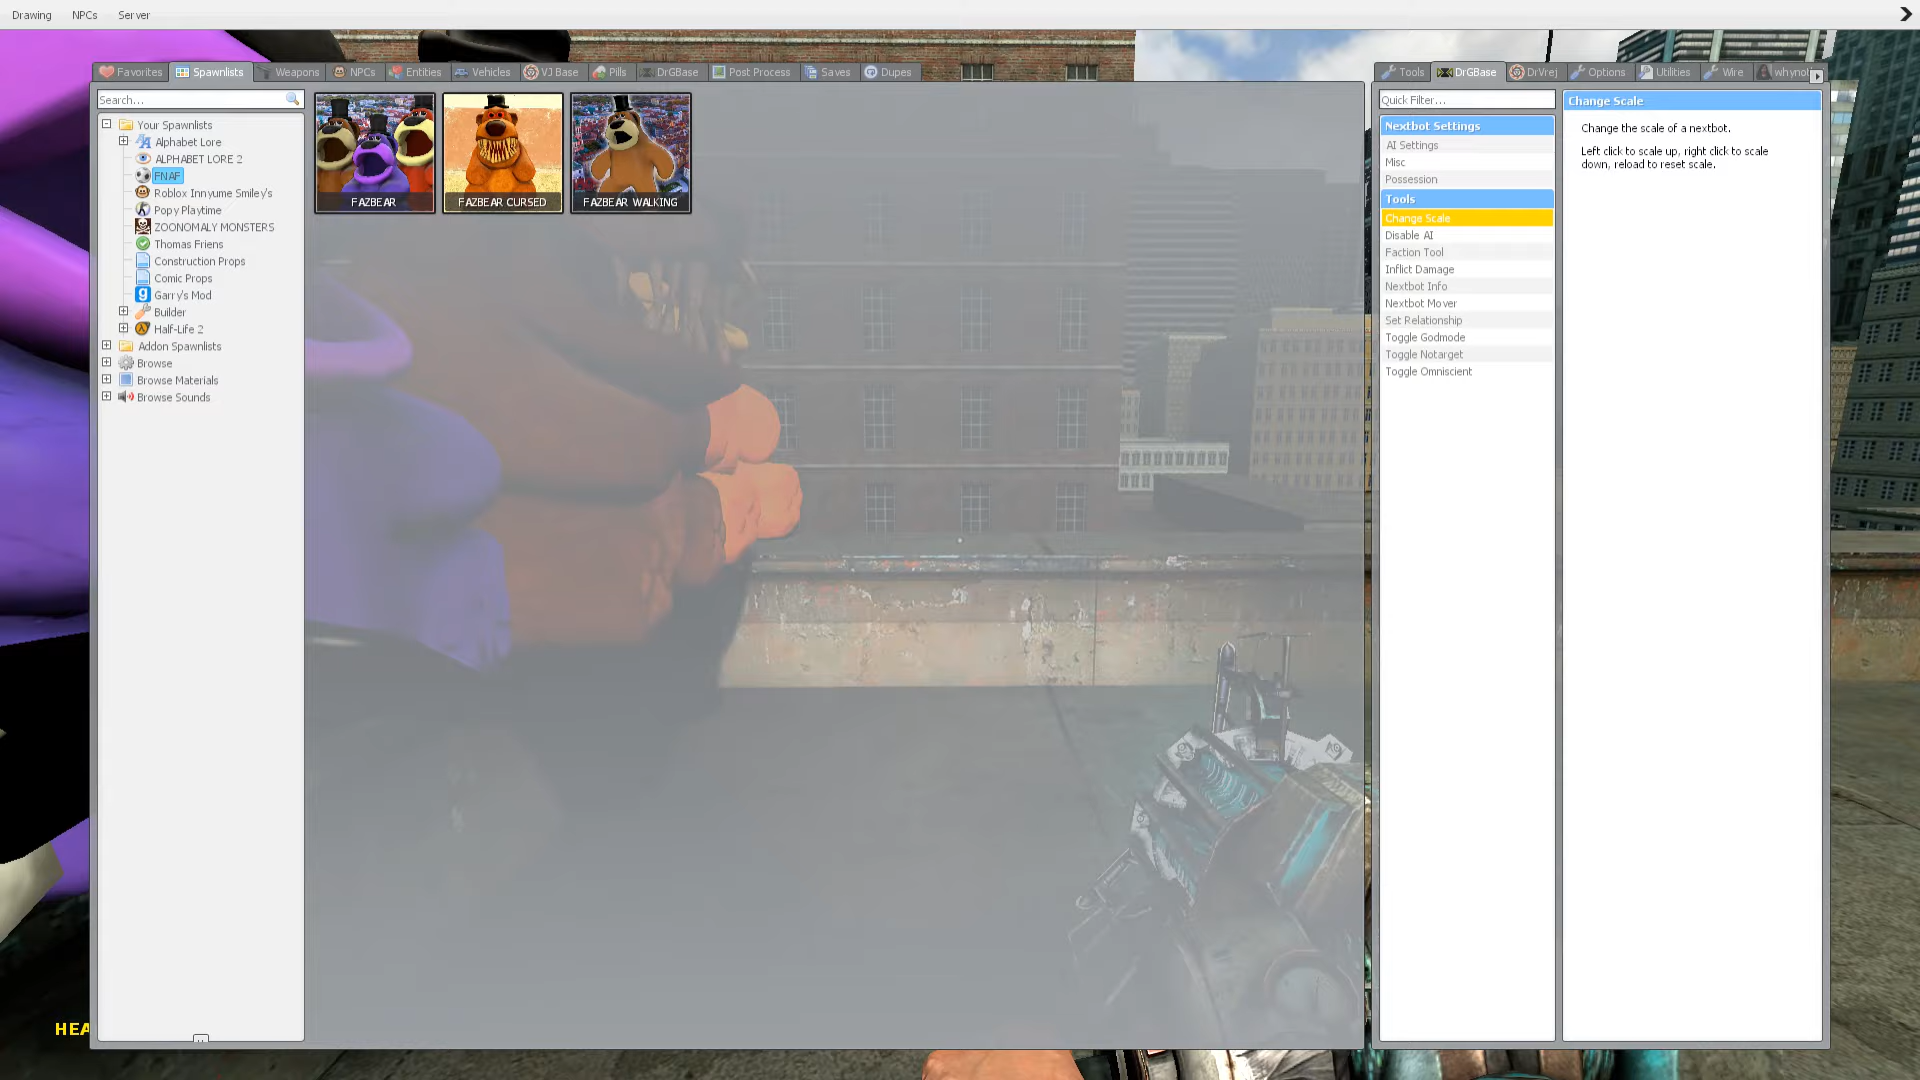 Drawing NPCs Server
Favorites Spawnlists Weapons NPCs Entities Vehicles VJ Base Pills DrGBase Post Process Saves Dupes
Search...
Your Spawnlists
Alphabet Lore
ALPHABET LORE 2
FNAF
Roblox Innyume Smiley's
Popy Playtime
ZOONOMALY MONSTERS
Thomas Friens
Construction Props
Comic Props
Garry's Mod
Builder
Half-Life 2
Addon Spawnlists
Browse
Browse Materials
Browse Sounds
FAZBEAR
FAZBEAR CURSED
FAZBEAR WALKING
HEA
Tools DrGBase DrVrej Options Utilities Wire whynot
Quick Filter...
Nextbot Settings
AI Settings
Misc
Possession
Tools
Change Scale
Disable AI
Faction Tool
Inflict Damage
Nextbot Info
Nextbot Mover
Set Relationship
Toggle Godmode
Toggle Notarget
Toggle Omniscient
Change Scale
Change the scale of a nextbot.
Left click to scale up, right click to scale
down, reload to reset scale.